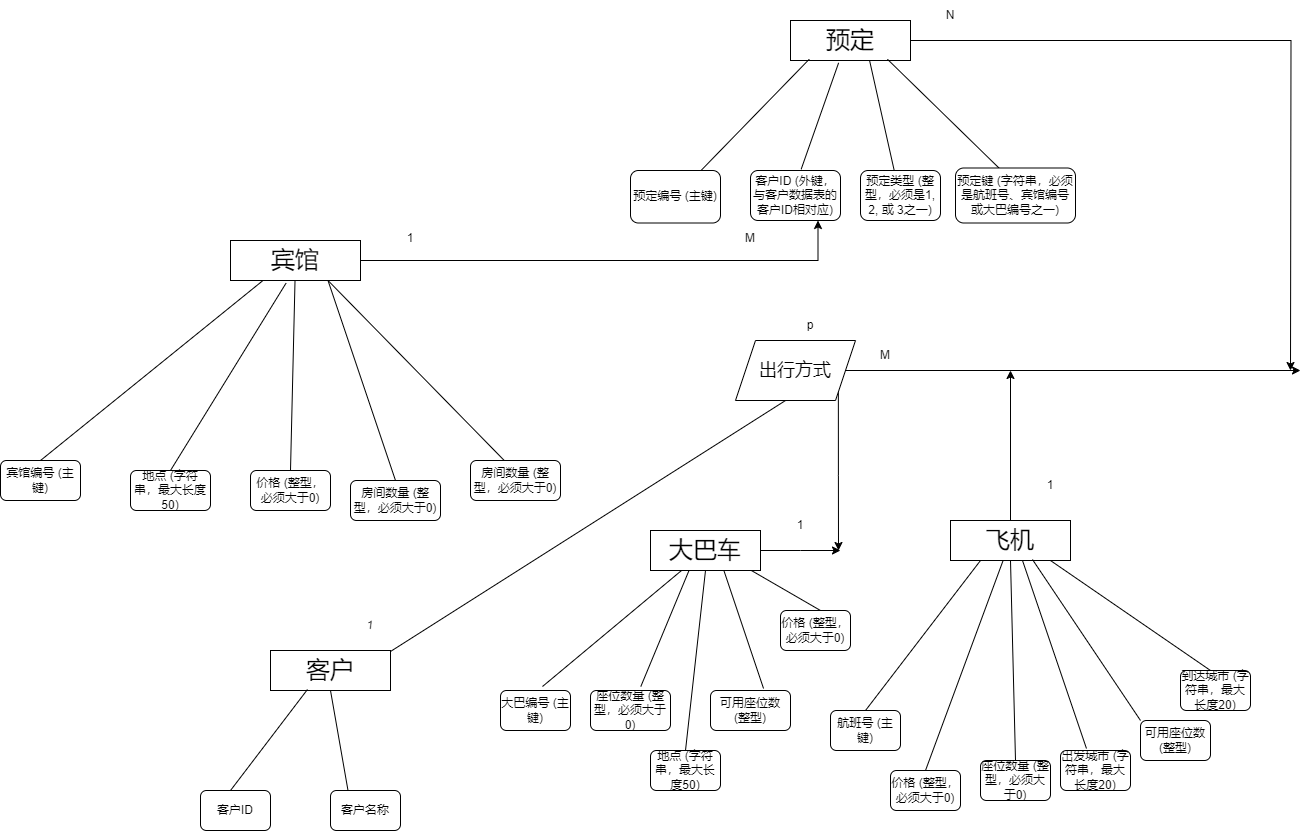 N
预定
预定编号 (主键)
客户ID (外键，
与客户数据表的
客户ID相对应)
预定类型 (整
型，必须是1,
2, 或 3之一)
预定键 (字符串，必须
是航班号、宾馆编号
或大巴编号之一)
1
M
宾馆
p
出行方式
M
宾馆编号 (主
键)
地点 (字符
串，最大长度
50)
价格 (整型，
必须大于0)
房间数量 (整
型，必须大于0)
房间数量 (整
型，必须大于0)
1
1
大巴车
飞机
1
客户
价格 (整型，
必须大于0)
大巴编号 (主
键)
座位数量 (整
型，必须大于
0)
可用座位数
(整型)
地点 (字符
串，最大长
度50)
到达城市 (字
符串，最大
长度20)
航班号 (主
键)
可用座位数
(整型)
价格 (整型，
必须大于0)
座位数量 (整
型，必须大
于0)
出发城市 (字
符串，最大
长度20)
客户ID
客户名称